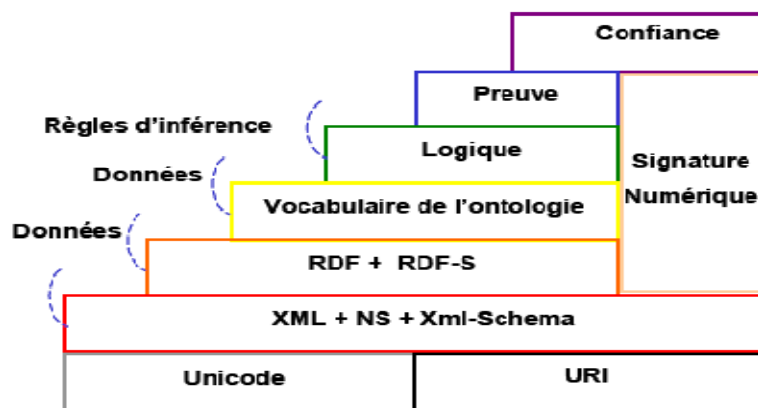 Confiance
Preuve
Règles d'inférence
Logique
Signature
Numérique
Données
Vocabulaire de l'ontologie
Données
RDF + RDF-S
XML + NS + Xml-Schema
Unicode
URI